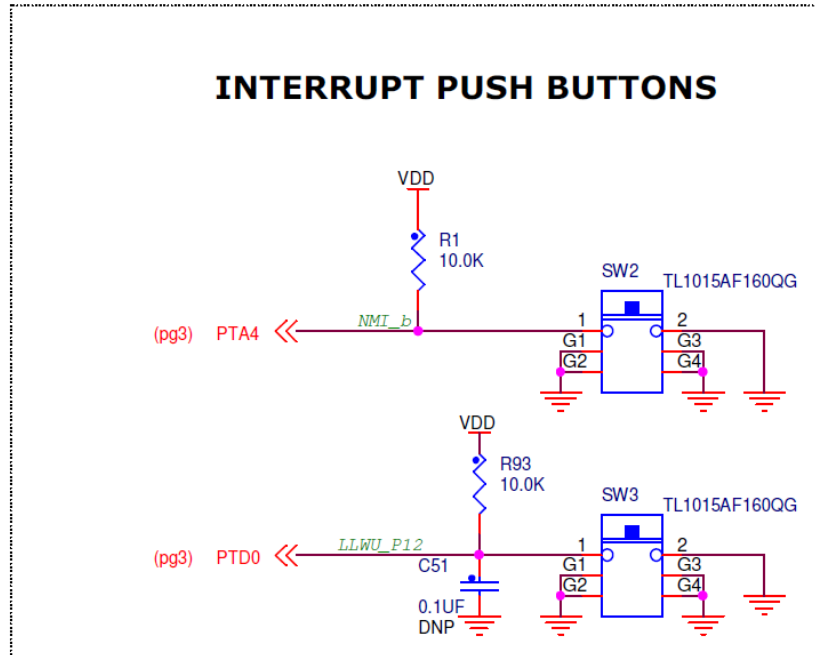 INTERRUPT PUSH BUTTONS
VDD
R1
10.0K
SW2
TL1015AF160QG
(pg3) PTA4
NMI_b
1
2
G1
G3
G2
G4
VDD
R93
10.0K
SW3
TL1015AF160QG
(pg3) PTD0
LLWU_P12
1
2
C51
G1
G3
G2
G4
0.1UF
DNP